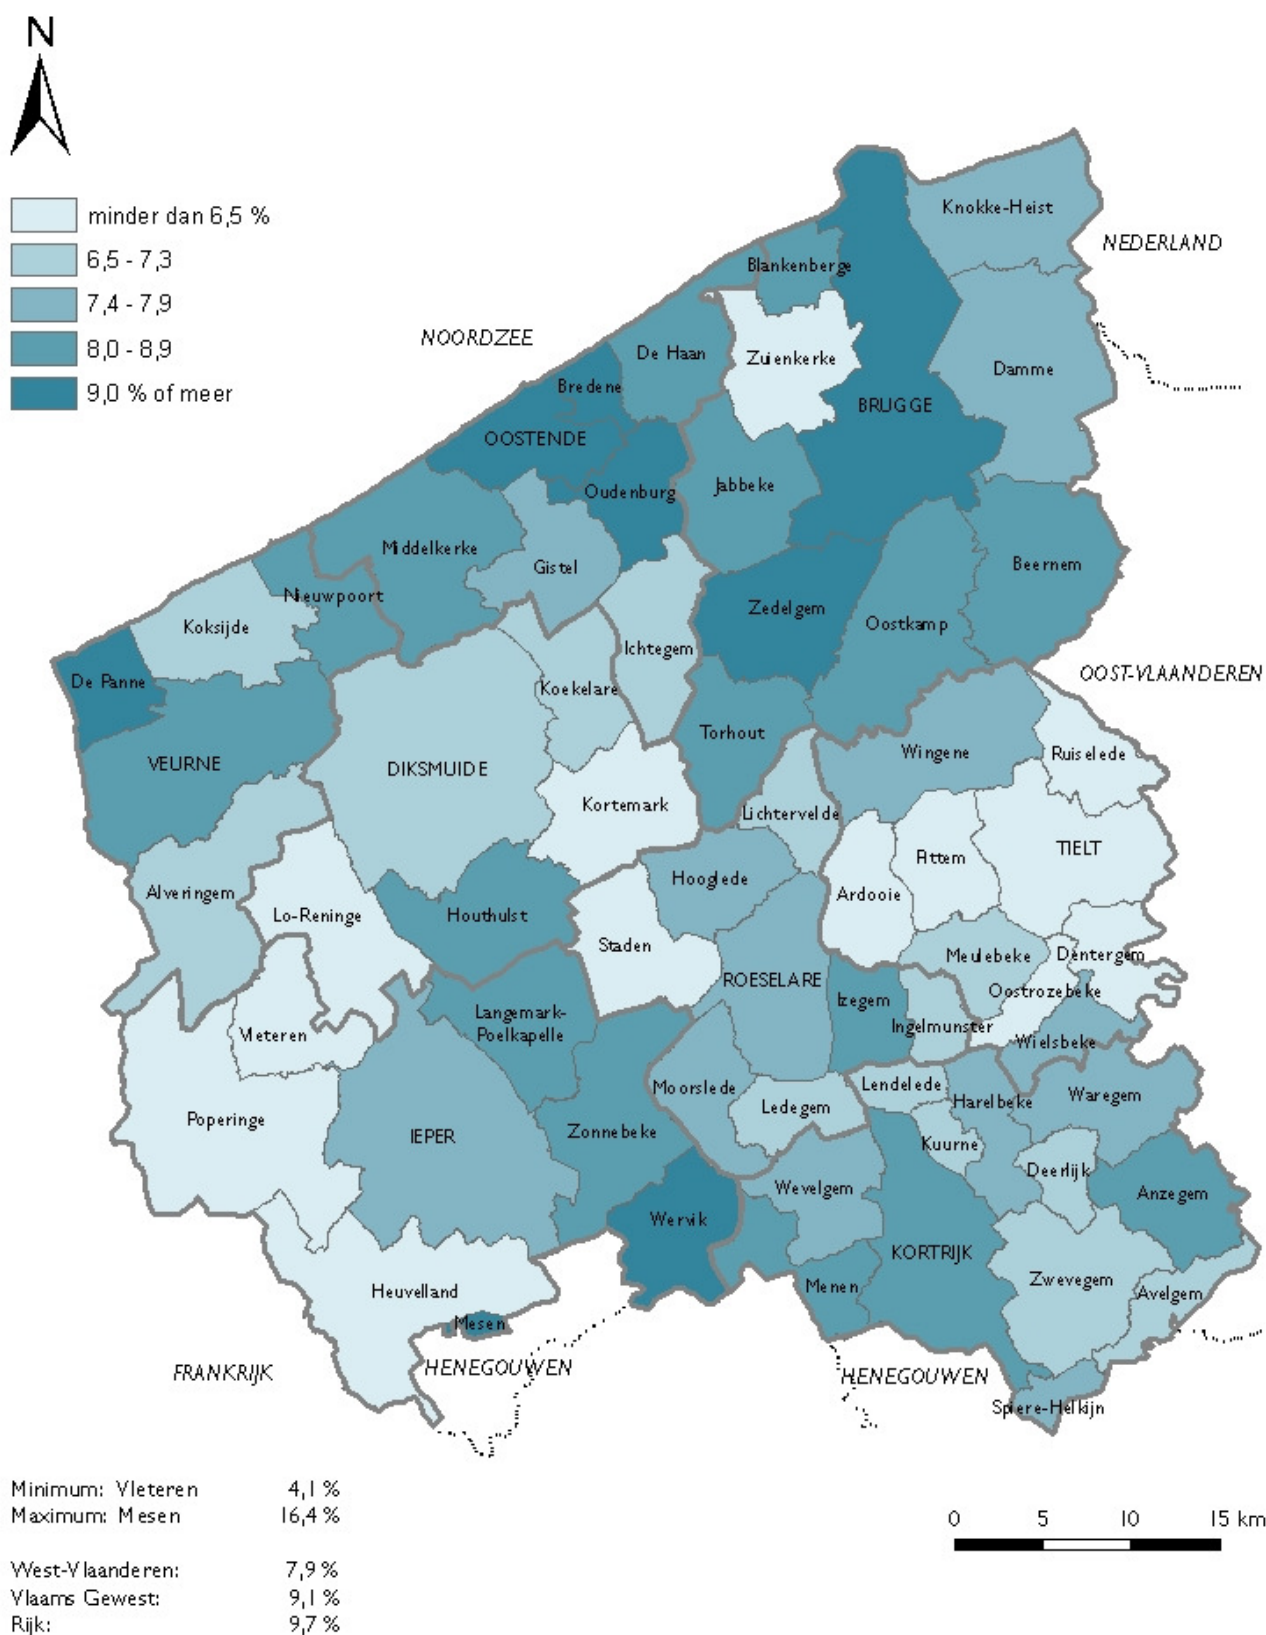 N
minder dan 6,5 %
6,5 - 7,3
7,4 - 7,9
8,0 - 8,9
9,0 % of meer
Knokke-Heist
NEDERLAND
Blankenberge
NOORDZEE
De Haan
Zuienkerke
Damme
Bredene
BRUGGE
OOSTENDE
Oudenburg
Jabbeke
Middelkerke
Gistel
Beernem
Nieuwpoort
Zedelgem
Koksijde
Ichtegem
Oostkamp
De Panne
Koekelare
OOST-VLAANDEREN
Torhout
VEURNE
DIKSMUIDE
Wingene
Ruiselede
Kortemark
Lichtervelde
Pittem
TIELT
Alveringem
Hooglede
Ardooie
Lo-Reninge
Houthulst
Staden
Meulebeke
Dentergem
ROESELARE
Izegem
Oostrozebeke
Langemark-
Poelkapelle
Ingelmunster
Vleteren
Wielsbeke
Moorslede
Lendelede
Harelbeke
Waregem
Ledegem
Poperinge
IEPER
Zonnebeke
Kuurne
Deerlijk
Wevelgem
Anzegem
Wervik
KORTRIJK
Heuvelland
Menen
Zwevegem
Avelgem
Mesen
FRANKRIJK
HENEGOUWEN
HENEGOUWEN
Spiere-Helkijn
Minimum: Vleteren 4,1 %
Maximum: Mesen 16,4 %
0 5 10 15 km
West-Vlaanderen: 7,9 %
Vlaams Gewest: 9,1 %
Rijk: 9,7 %